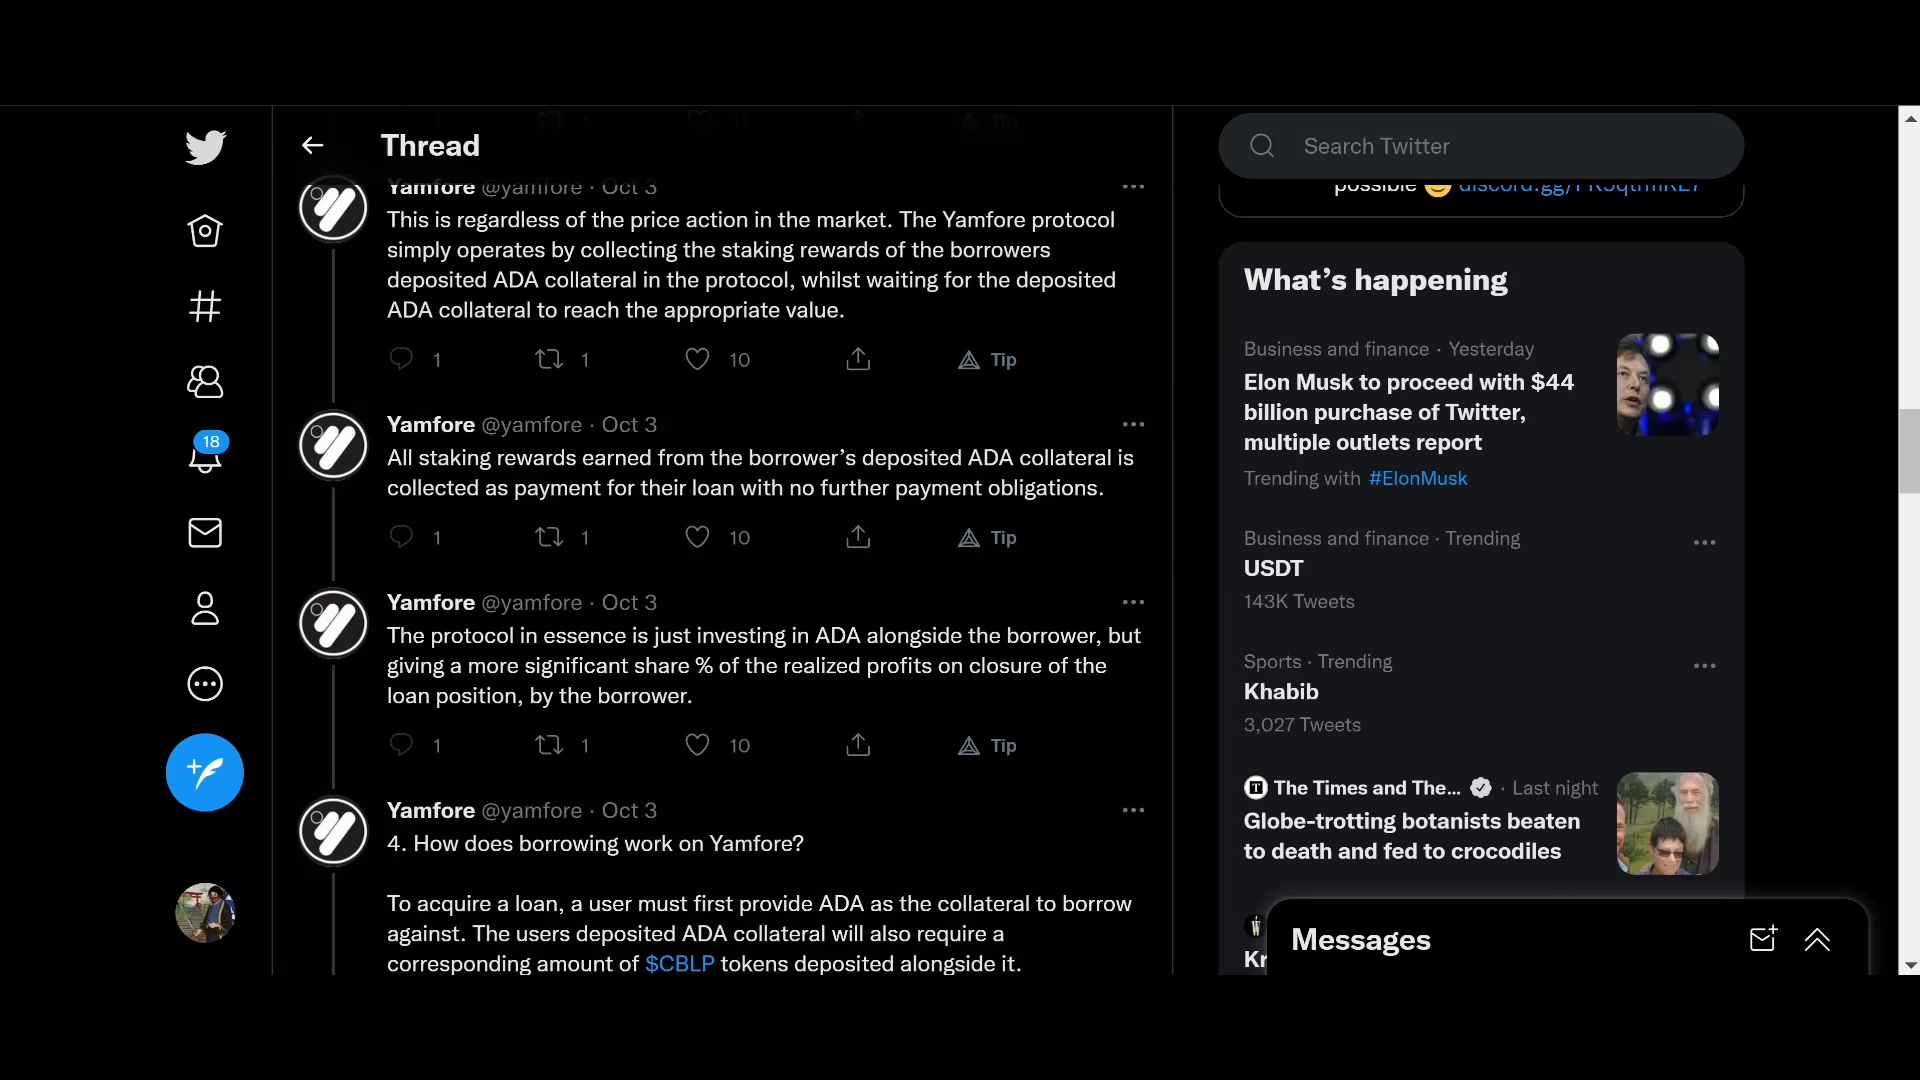 Thread
Yamfore @yamfore · Oct 3
This is regardless of the price action in the market. The Yamfore protocol
simply operates by collecting the staking rewards of the borrowers
deposited ADA collateral in the protocol, whilst waiting for the deposited
ADA collateral to reach the appropriate value.
1 1 10 Tip
Yamfore @yamfore · Oct 3
All staking rewards earned from the borrower’s deposited ADA collateral is
collected as payment for their loan with no further payment obligations.
1 1 10 Tip
Yamfore @yamfore · Oct 3
The protocol in essence is just investing in ADA alongside the borrower, but
giving a more significant share % of the realized profits on closure of the
loan position, by the borrower.
1 1 10 Tip
Yamfore @yamfore · Oct 3
4. How does borrowing work on Yamfore?
To acquire a loan, a user must first provide ADA as the collateral to borrow
against. The users deposited ADA collateral will also require a
corresponding amount of $CBLP tokens deposited alongside it.
18
Search Twitter
possible
What’s happening
Business and finance · Yesterday
Elon Musk to proceed with $44
billion purchase of Twitter,
multiple outlets report
Trending with #ElonMusk
Business and finance · Trending
USDT
143K Tweets
Sports · Trending
Khabib
3,027 Tweets
The Times and The... · Last night
Globe-trotting botanists beaten
to death and fed to crocodiles
Kr
Messages